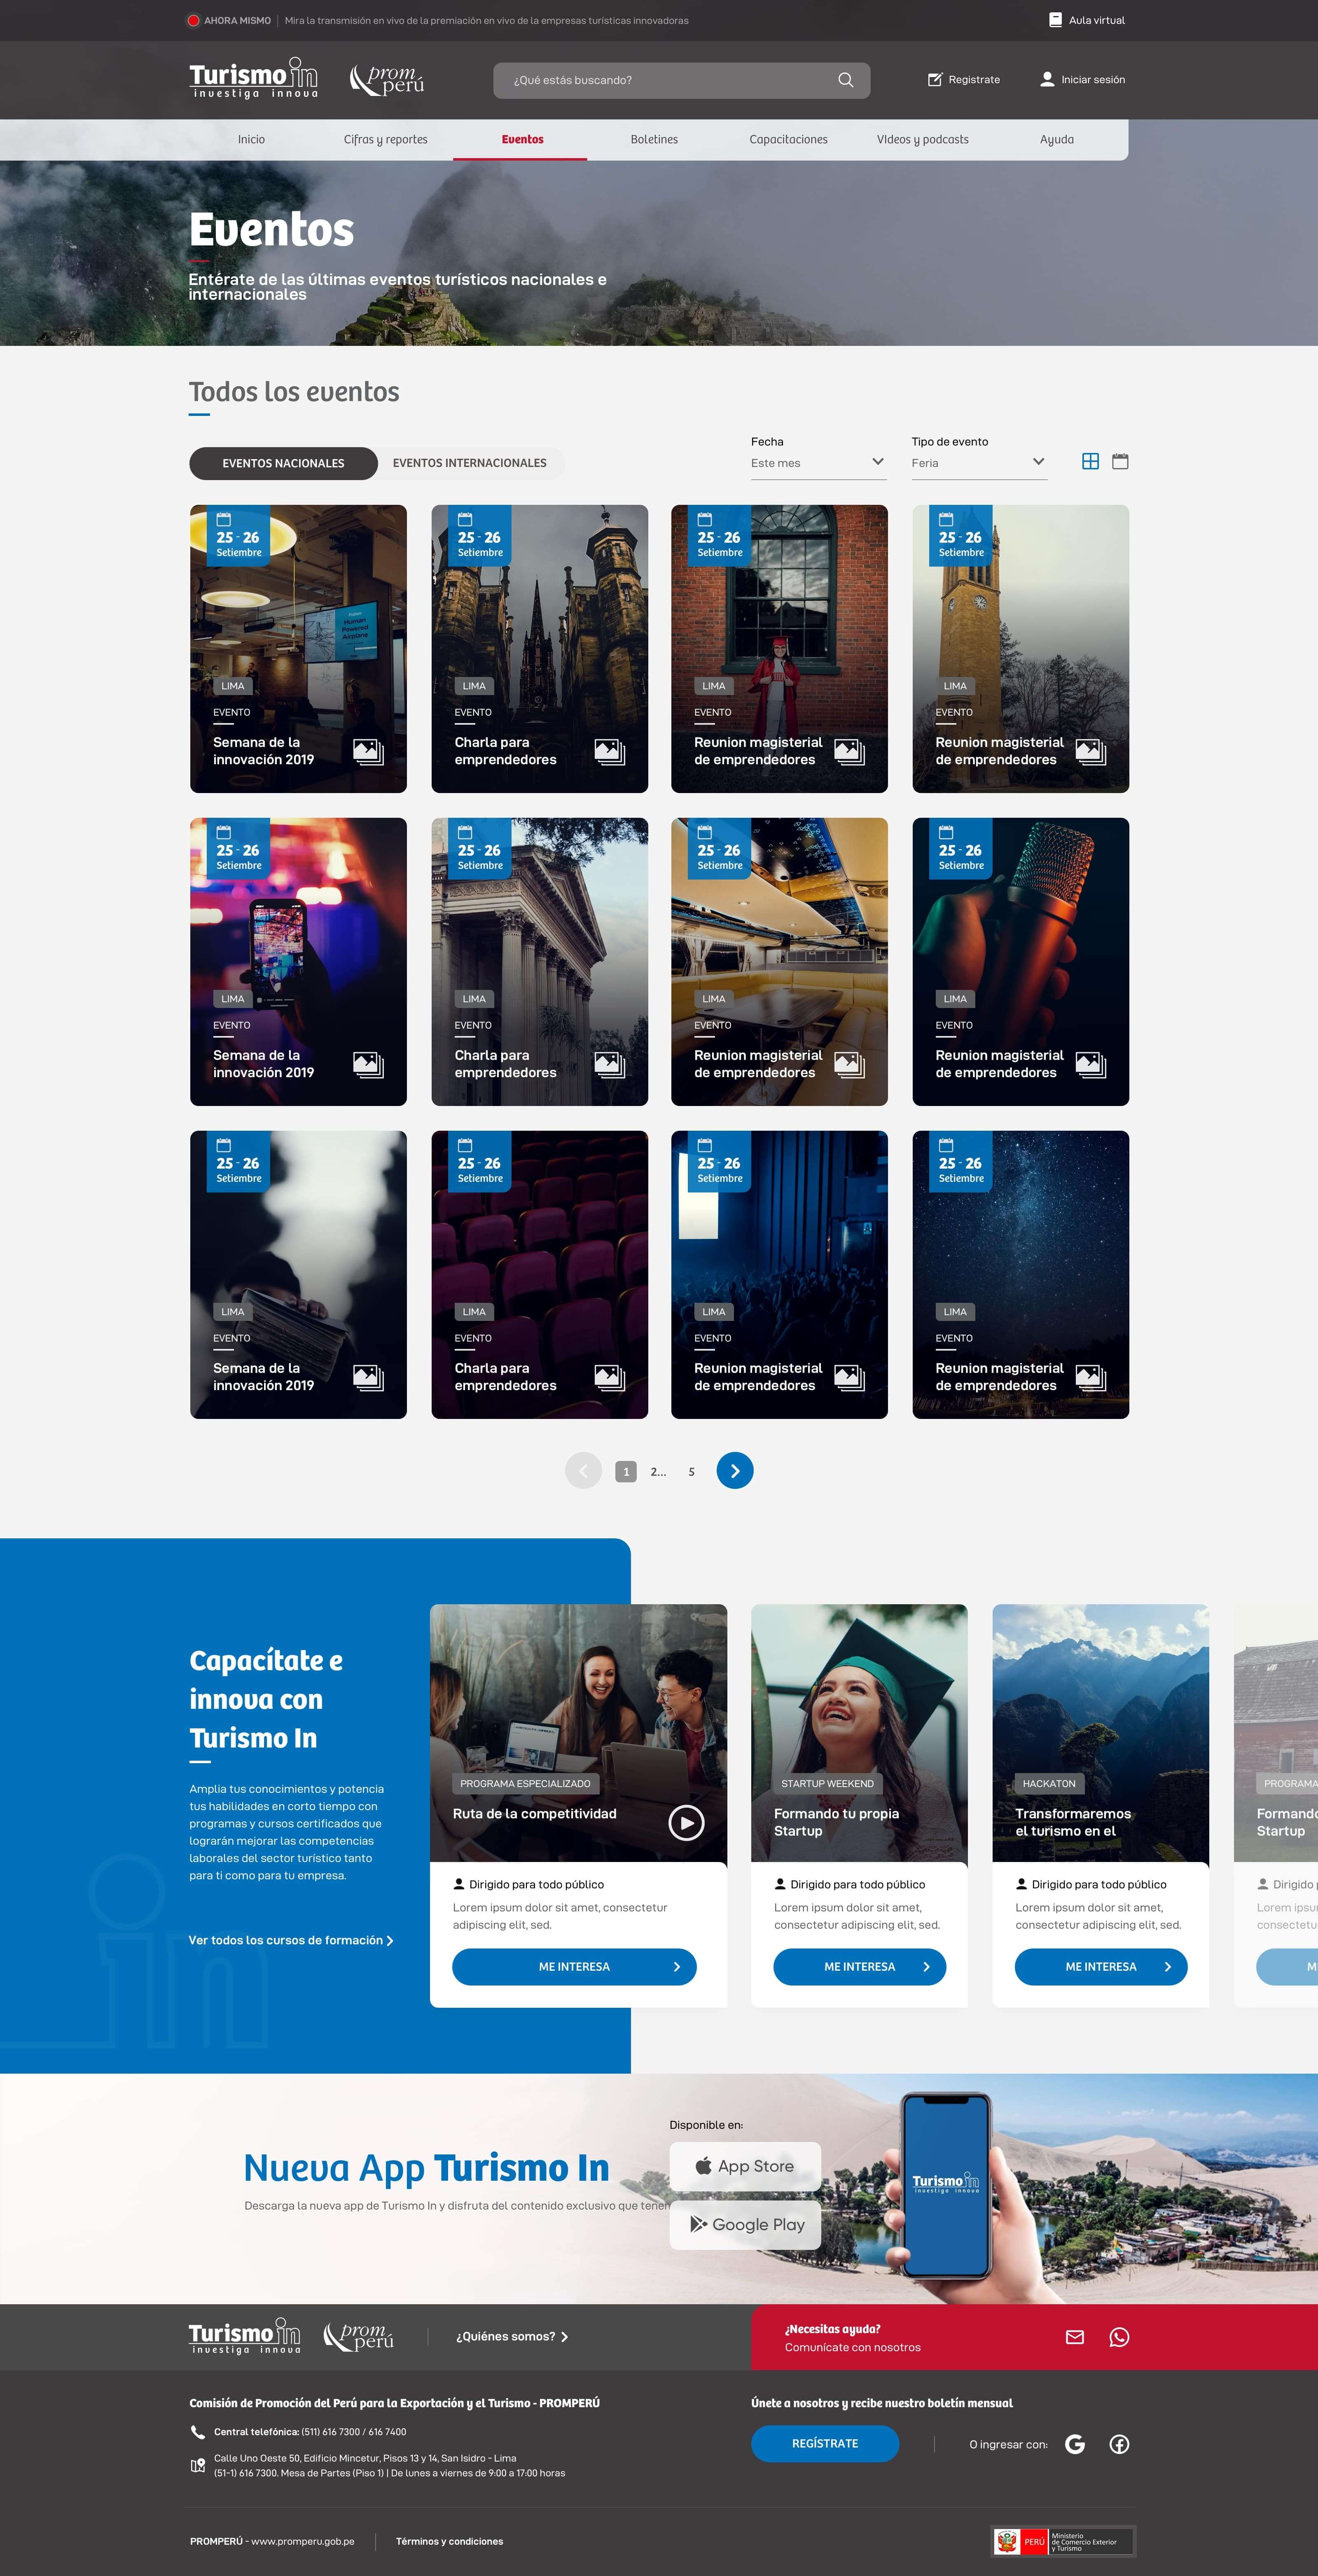 AHORA MISMO Mira la transmisión en vivo de la premiación en vivo de la empresas turísticas innovadoras
Aula virtual
Turismo in
investiga innova
prom
perú
¿Qué estás buscando?
Registrate
Iniciar sesión
Inicio
Cifras y reportes
Eventos
Boletines
Capacitaciones
VIdeos y podcasts
Ayuda
Eventos
Entérate de las últimas eventos turísticos nacionales e
internacionales
Todos los eventos
EVENTOS NACIONALES
EVENTOS INTERNACIONALES
Fecha
Este mes
Tipo de evento
Feria
25 - 26
Setiembre
Human
Powered
Airplane
LIMA
EVENTO
Semana de la
innovación 2019
25 - 26
Setiembre
LIMA
EVENTO
Charla para
emprendedores
25 - 26
Setiembre
LIMA
EVENTO
Reunion magisterial
de emprendedores
25 - 26
Setiembre
LIMA
EVENTO
Reunion magisterial
de emprendedores
25 - 26
Setiembre
LIMA
EVENTO
Semana de la
innovación 2019
25 - 26
Setiembre
LIMA
EVENTO
Charla para
emprendedores
25 - 26
Setiembre
LIMA
EVENTO
Reunion magisterial
de emprendedores
25 - 26
Setiembre
LIMA
EVENTO
Reunion magisterial
de emprendedores
25 - 26
Setiembre
LIMA
EVENTO
Semana de la
innovación 2019
25 - 26
Setiembre
LIMA
EVENTO
Charla para
emprendedores
25 - 26
Setiembre
LIMA
EVENTO
Reunion magisterial
de emprendedores
25 - 26
Setiembre
LIMA
EVENTO
Reunion magisterial
de emprendedores
1 2... 5
Capacítate e
innova con
Turismo In
Amplia tus conocimientos y potencia
tus habilidades en corto tiempo con
programas y cursos certificados que
lograrán mejorar las competencias
laborales del sector turístico tanto
para ti como para tu empresa.
Ver todos los cursos de formación
PROGRAMA ESPECIALIZADO
Ruta de la competitividad
Dirigido para todo público
Lorem ipsum dolor sit amet, consectetur
adipiscing elit, sed.
ME INTERESA
STARTUP WEEKEND
Formando tu propia
Startup
Dirigido para todo público
Lorem ipsum dolor sit amet,
consectetur adipiscing elit, sed.
ME INTERESA
HACKATON
Transformaremos
el turismo en el
Dirigido para todo público
Lorem ipsum dolor sit amet,
consectetur adipiscing elit, sed.
ME INTERESA
PROGRAMA
Formando
Startup
Dirigido
Lorem ipsu
consectetu
M
Nueva App Turismo In
Descarga la nueva app de Turismo In y disfruta del contenido exclusivo que tenem
Disponible en:
App Store
Google Play
Turismo in
investiga innova
Turismo in
investiga innova
prom
perú
¿Quiénes somos?
¿Necesitas ayuda?
Comunícate con nosotros
Comisión de Promoción del Perú para la Exportación y el Turismo - PROMPERÚ
Central telefónica: (511) 616 7300 / 616 7400
Calle Uno Oeste 50, Edificio Mincetur, Pisos 13 y 14, San Isidro - Lima
(51-1) 616 7300. Mesa de Partes (Piso 1) | De lunes a viernes de 9:00 a 17:00 horas
Únete a nosotros y recibe nuestro boletín mensual
REGÍSTRATE
O ingresar con:
PROMPERÚ - www.promperu.gob.pe
Términos y condiciones
PERÚ
Ministerio
de Comercio Exterior
y Turismo